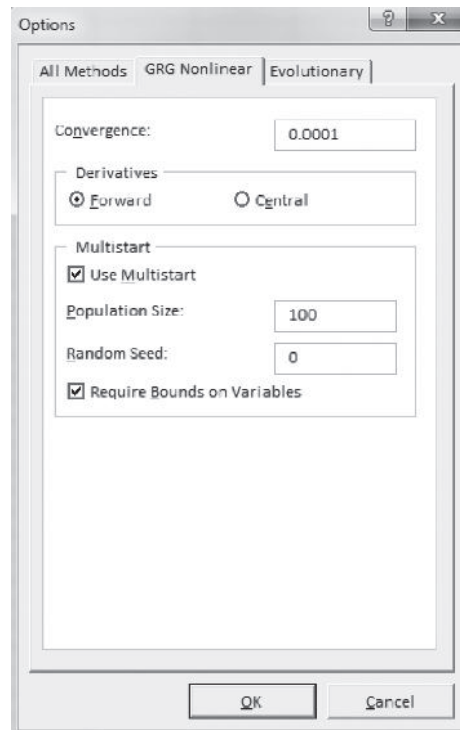 Options
?
X
All Methods GRG Nonlinear Evolutionary
Convergence: 0.0001
Derivatives
Forward Central
Multistart
Use Multistart
Population Size: 100
Random Seed: 0
Require Bounds on Variables
OK Cancel